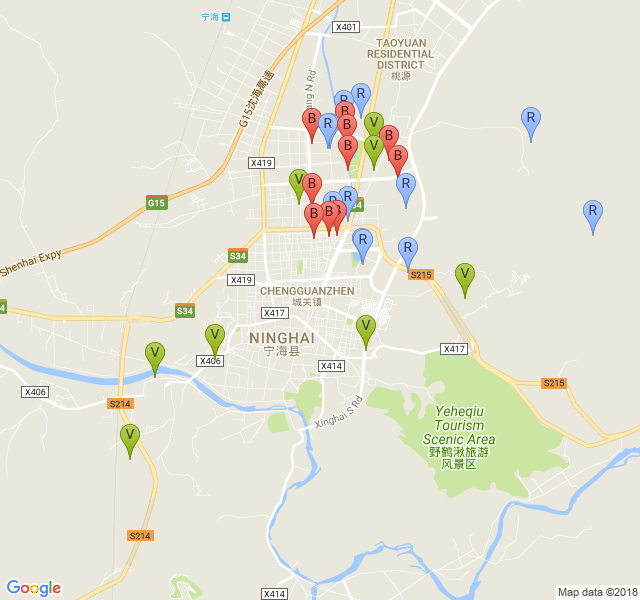 宁海
X401
TAOYUAN
RESIDENTIAL
DISTRICT
桃源
G15沈海高速
ang N Rd
R
R
B
B
R
B
V
R
B
V
X419
B
B
V
B
R
R
R
G15
34
B
B
B
R
S34
R
R
S215
Shenhai Expy
S34
X419
V
CHENGGUANZHEN
城关镇
S34
X417
V
V
NINGHAI
宁海县
X417
V
X406
X414
X406
S214
S215
Xinghai S Rd
Yeheqiu
Tourism
Scenic Area
野鹤湫旅游
风景区
V
S214
S214
X414
Google
Map data ©2018